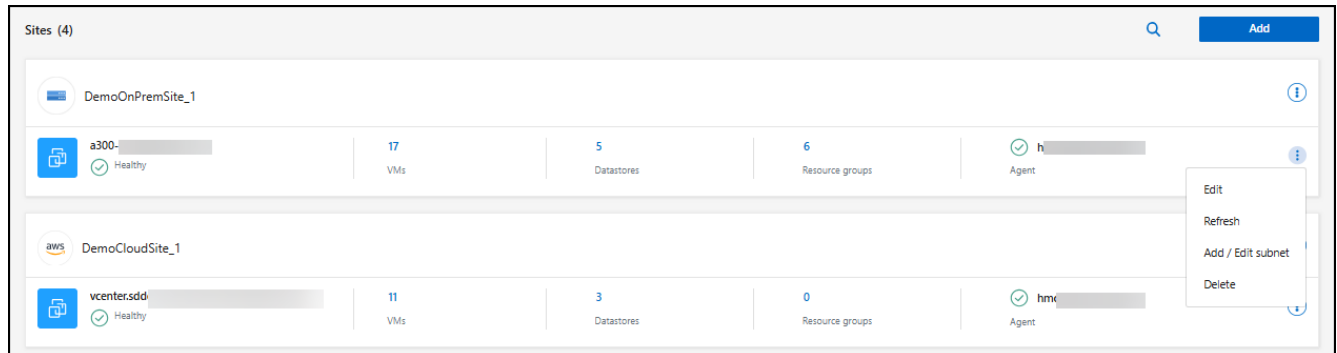 Sites (4)
Add
DemoOnPremSite_1
a300-
Healthy
17
VMs
5
Datastores
6
Resource groups
h
Agent
Edit
Refresh
Add / Edit subnet
Delete
aws
DemoCloudSite_1
vcenter.sdd
Healthy
11
VMs
3
Datastores
0
Resource groups
hm
Agent